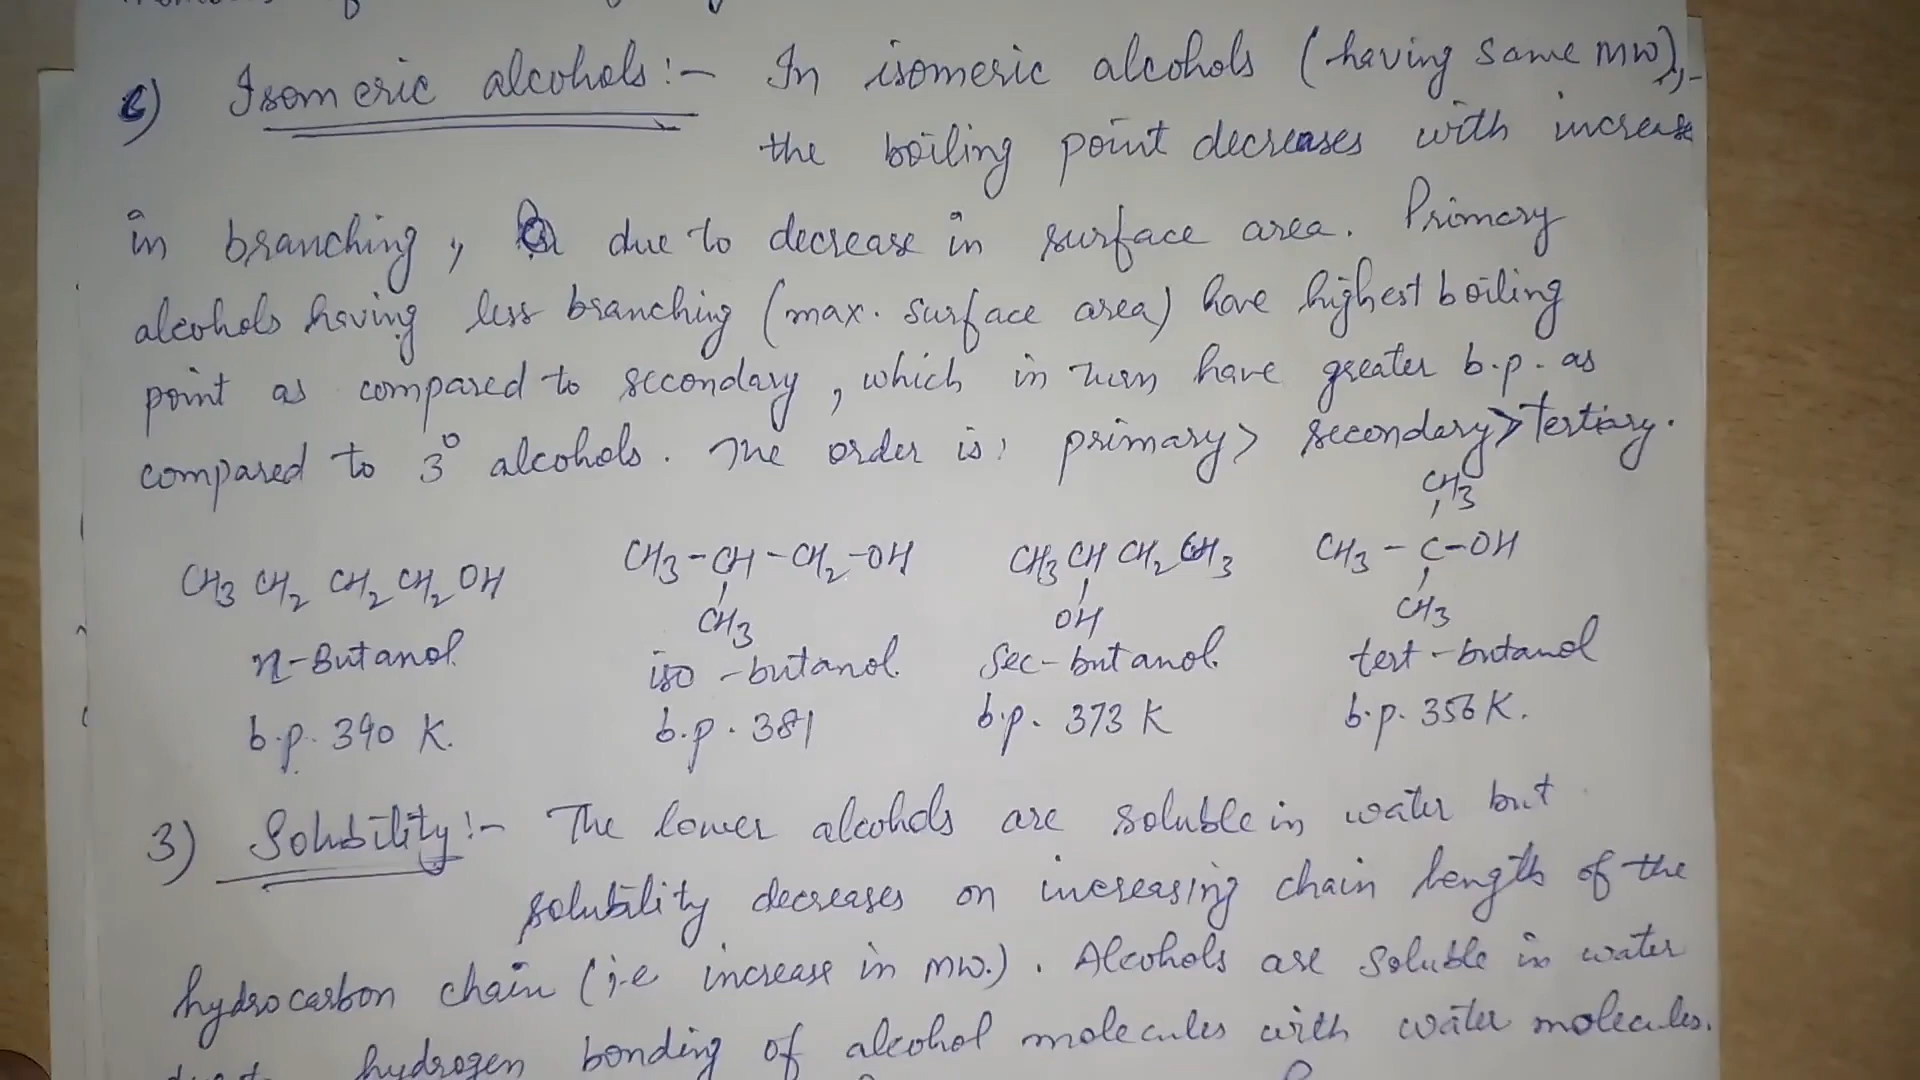 c) Isomeric alcohols:- In isomeric alcohols (having same MW),-
the boiling point decreases with increase
in branching, due to decrease in surface area. Primary
alcohols having less branching (max. surface area) have highest boiling
point as compared to secondary, which in turn have greater b.p. as
compared to 3° alcohols. The order is: primary> secondary> tertiary.
CH3
CH3 CH2 CH2 CH2 OH CH3-CH-CH2-OH CH3 CH CH2 CH3 CH3-C-OH
CH3 OH CH3
n-Butanol iso-butanol sec-butanol tert-butanol
b.p. 390 K. b.p. 381 b.p. 373 K b.p. 356 K.
3) Solubility:- The lower alcohols are soluble in water but
solubility decreases on increasing chain length of the
hydrocarbon chain (i.e increase in MW.). Alcohols are soluble in water
hydrogen bonding of alcohol molecules with water molecules.